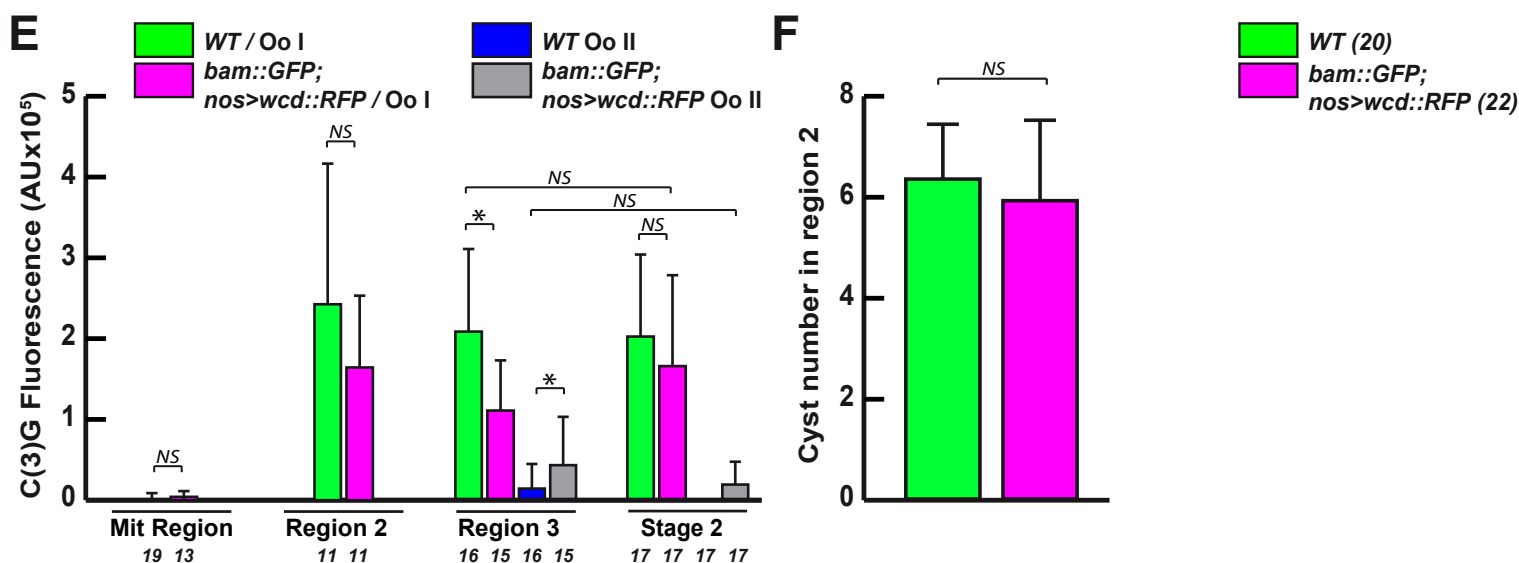 E
WT / Oo I
bam::GFP;
nos>wcd::RFP / Oo I
WT Oo II
bam::GFP;
nos>wcd::RFP Oo II
C(3)G Fluorescence (AUx10⁵)
5
4
3
2
1
0
NS
NS
NS
NS
*
NS
*
Mit Region
Region 2
Region 3
Stage 2
19 13
11 11
16 15 16 15
17 17 17 17
F
WT (20)
bam::GFP;
nos>wcd::RFP (22)
Cyst number in region 2
8
6
4
2
0
NS